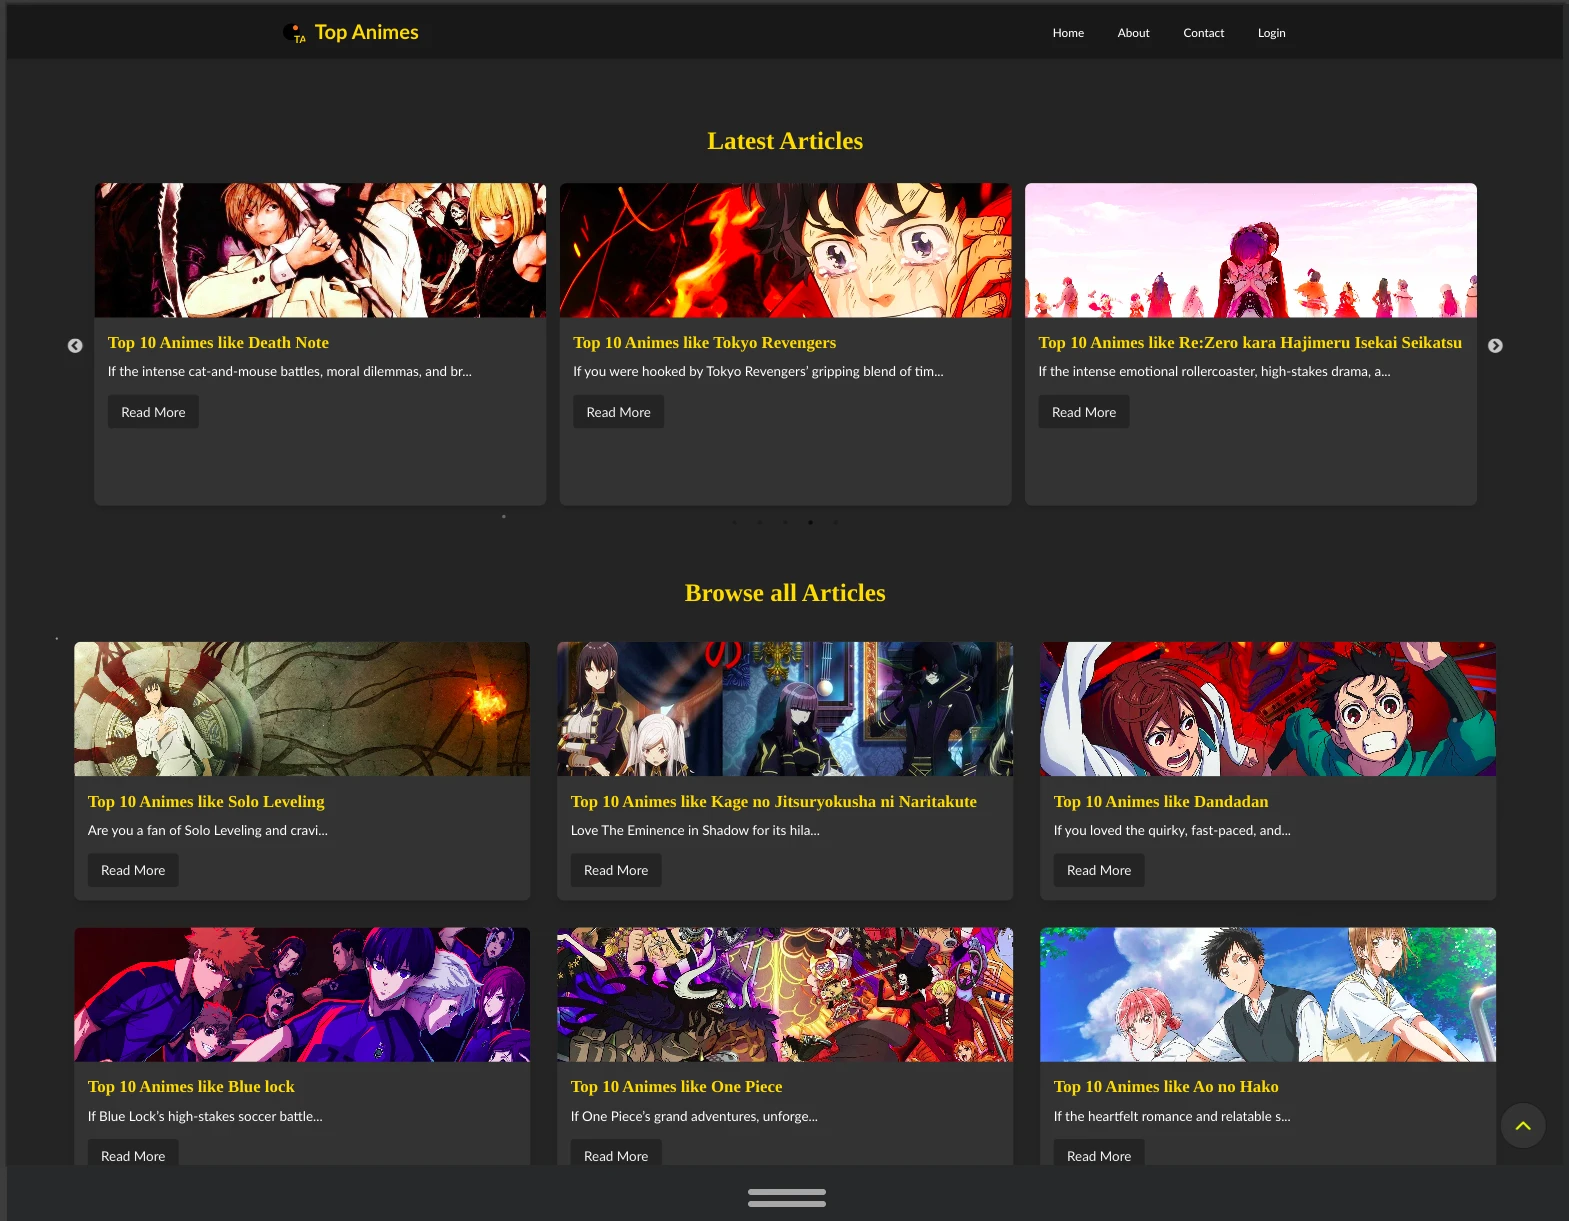 TA Top Animes
Home About Contact Login
Latest Articles
Top 10 Animes like Death Note
If the intense cat-and-mouse battles, moral dilemmas, and br...
Read More
Top 10 Animes like Tokyo Revengers
If you were hooked by Tokyo Revengers’ gripping blend of tim...
Read More
Top 10 Animes like Re:Zero kara Hajimeru Isekai Seikatsu
If the intense emotional rollercoaster, high-stakes drama, a...
Read More
Browse all Articles
Top 10 Animes like Solo Leveling
Are you a fan of Solo Leveling and cravi...
Read More
の
Top 10 Animes like Kage no Jitsuryokusha ni Naritakute
Love The Eminence in Shadow for its hila...
Read More
Top 10 Animes like Dandadan
If you loved the quirky, fast-paced, and...
Read More
Top 10 Animes like Blue lock
If Blue Lock’s high-stakes soccer battle...
Read More
Top 10 Animes like One Piece
If One Piece’s grand adventures, unforge...
Read More
Top 10 Animes like Ao no Hako
If the heartfelt romance and relatable s...
Read More